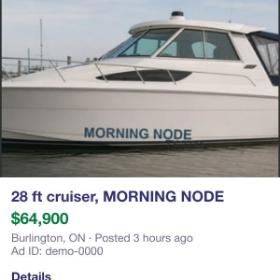 MORNING NODE
28 ft cruiser, MORNING NODE
$64,900
Burlington, ON · Posted 3 hours ago
Ad ID: demo-0000
Details